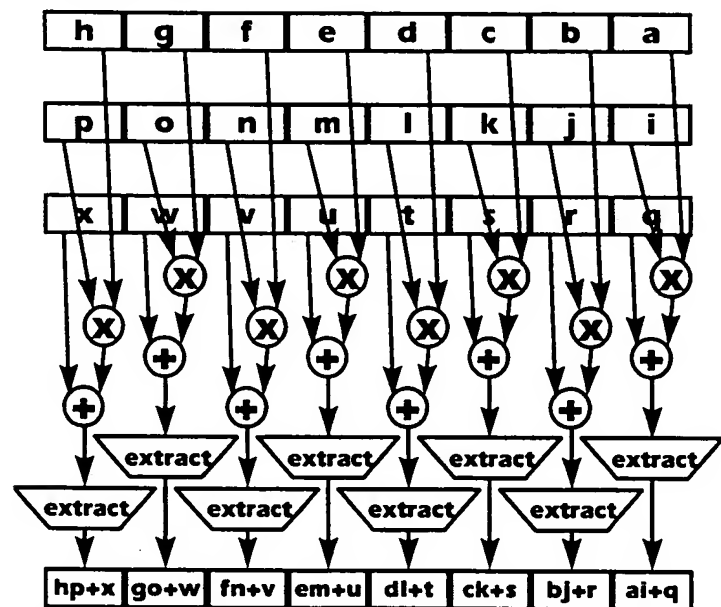 h g f e d c b a
p o n m l k j i
x w v u t s r q
X X X X
X X X X
+ + + +
+ + + +
extract extract extract extract
extract extract extract extract
hp+x go+w fn+v em+u dl+t ck+s bj+r ai+q